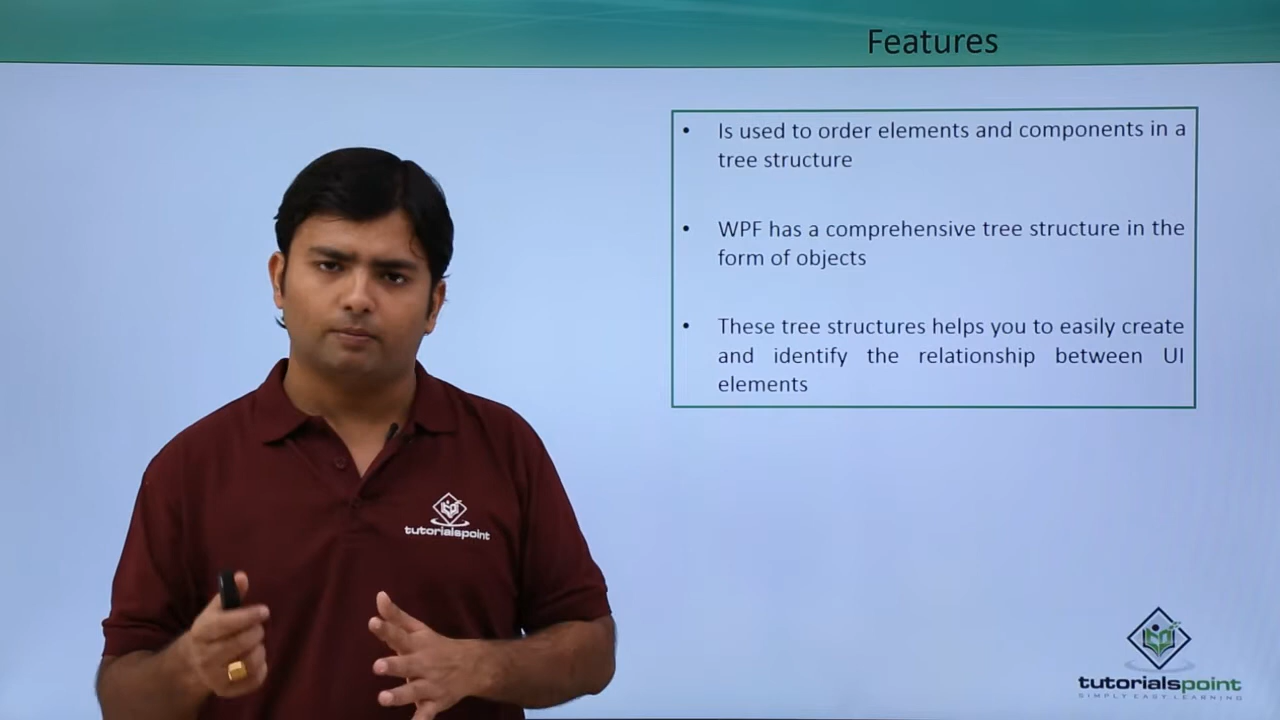 Features
• Is used to order elements and components in a
tree structure
• WPF has a comprehensive tree structure in the
form of objects
• These tree structures helps you to easily create
and identify the relationship between UI
elements
tutorialspoint
tutorialspoint
SIMPLY EASY LEARNING